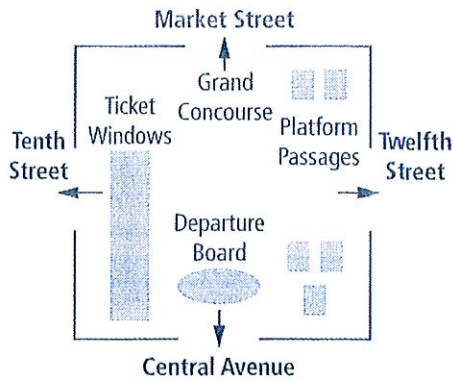 Market Street
Grand
Concourse
Ticket
Windows
Platform
Passages
Tenth
Street
Twelfth
Street
Departure
Board
Central Avenue